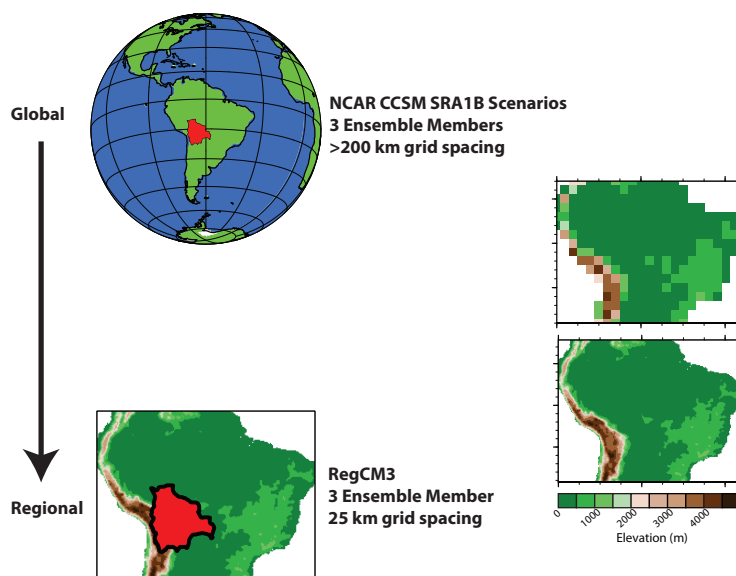 Global
NCAR CCSM SRA1B Scenarios
3 Ensemble Members
>200 km grid spacing
Regional
RegCM3
3 Ensemble Member
25 km grid spacing
0 1000 2000 3000 4000
Elevation (m)